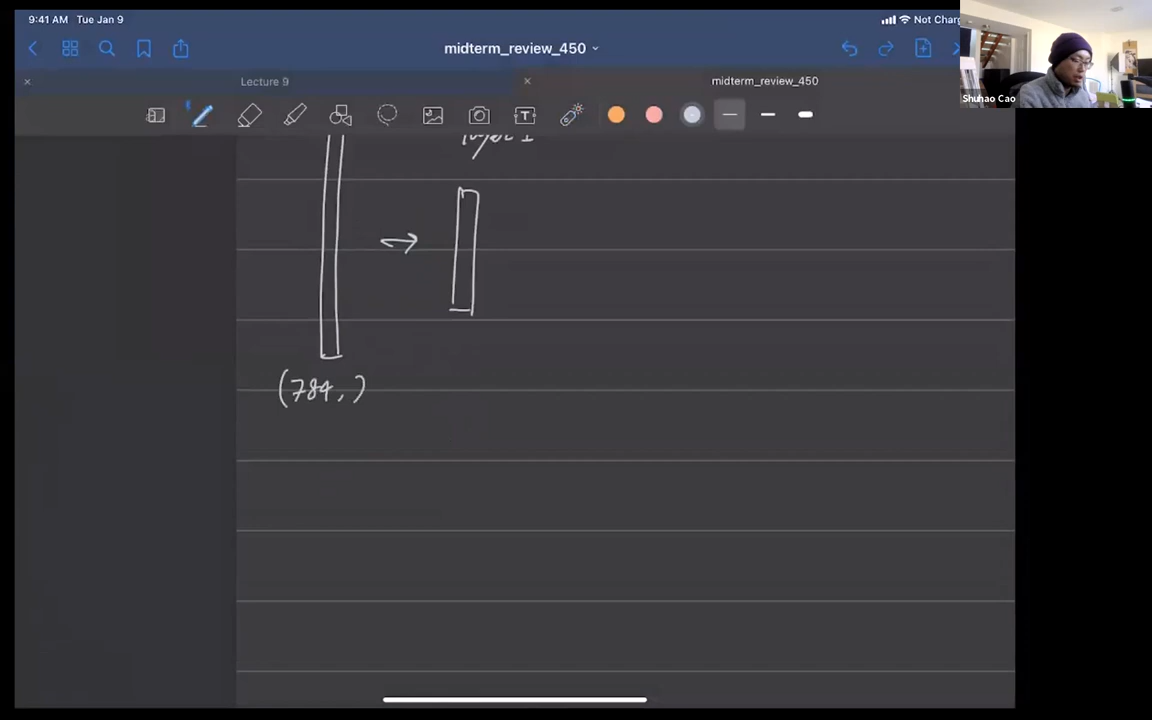 9:41 AM Tue Jan 9
Not Charg
midterm_review_450
Lecture 9
midterm_review_450
T
Shuhao Cao
(784, )